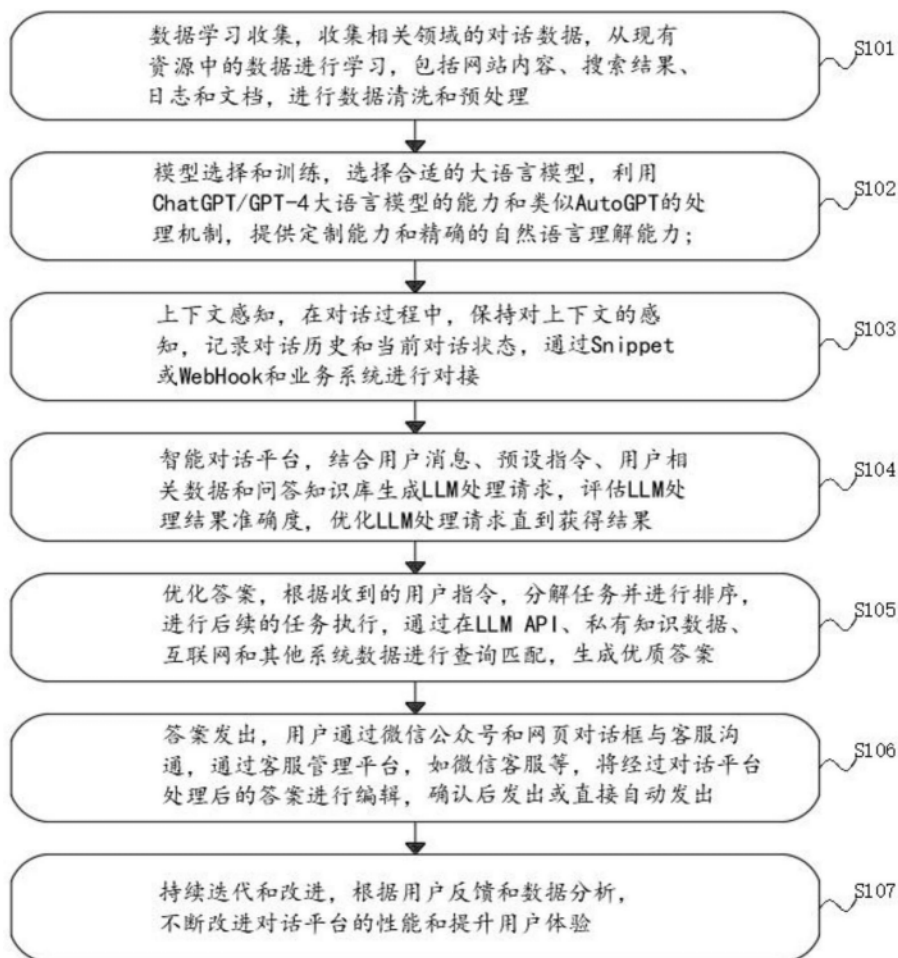 数据学习收集，收集相关领域的对话数据，从现有
资源中的数据进行学习，包括网站内容、搜索结果、
日志和文档，进行数据清洗和预处理
S101
模型选择和训练，选择合适的大语言模型，利用
ChatGPT/GPT-4大语言模型的能力和类似AutoGPT的处
理机制，提供定制能力和精确的自然语言理解能力；
S102
上下文感知，在对话过程中，保持对上下文的感
知，记录对话历史和当前对话状态，通过Snippet
或WebHook和业务系统进行对接
S103
智能对话平台，结合用户消息、预设指令、用户相
关数据和问答知识库生成LLM处理请求，评估LLM处
理结果准确度，优化LLM处理请求直到获得结果
S104
优化答案，根据收到的用户指令，分解任务并进行排序，
进行后续的任务执行，通过在LLM API、私有知识数据、
互联网和其他系统数据进行查询匹配，生成优质答案
S105
答案发出，用户通过微信公众号和网页对话框与客服沟
通，通过客服管理平台，如微信客服等，将经过对话平台
处理后的答案进行编辑，确认后发出或直接自动发出
S106
持续迭代和改进，根据用户反馈和数据分析，
不断改进对话平台的性能和提升用户体验
S107